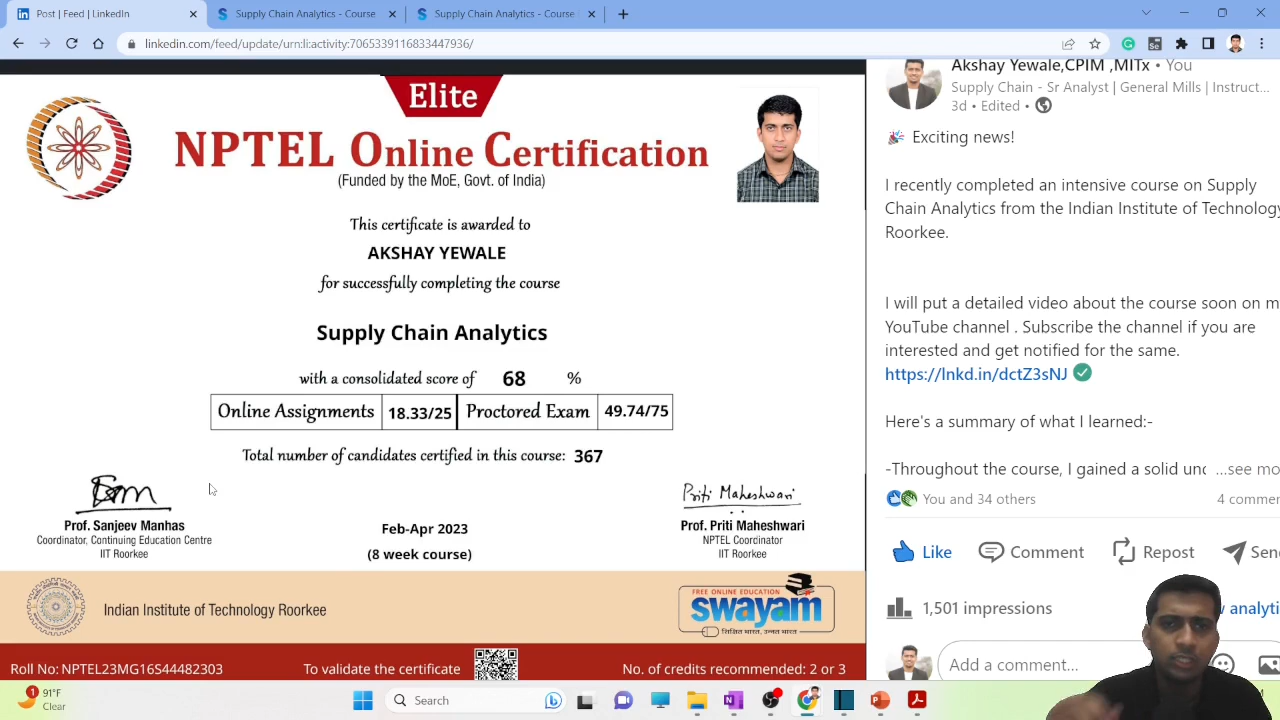 Post | Feed | LinkedIn
Supply Chain Analytics - Course
Supply Chain Analytics - Course
linkedin.com/feed/update/urn:li:activity:7065339116833447936/
Elite
NPTEL Online Certification
(Funded by the MoE, Govt. of India)
This certificate is awarded to
AKSHAY YEWALE
for successfully completing the course
Supply Chain Analytics
with a consolidated score of 68 %
Online Assignments 18.33/25 Proctored Exam 49.74/75
Total number of candidates certified in this course: 367
Priti Maheshwari
Prof. Sanjeev Manhas
Coordinator, Continuing Education Centre
IIT Roorkee
Feb-Apr 2023
(8 week course)
Prof. Priti Maheshwari
NPTEL Coordinator
IIT Roorkee
Indian Institute of Technology Roorkee
FREE ONLINE EDUCATION
swayam
शिक्षित भारत, उन्नत भारत
Roll No: NPTEL23MG16S44482303
To validate the certificate
No. of credits recommended: 2 or 3
Akshay Yewale,CPIM ,MITx • You
Supply Chain - Sr Analyst | General Mills | Instruct...
3d • Edited •
Exciting news!
I recently completed an intensive course on Supply
Chain Analytics from the Indian Institute of Technology
Roorkee.
I will put a detailed video about the course soon on m
YouTube channel . Subscribe the channel if you are
interested and get notified for the same.
https://lnkd.in/dctZ3sNJ
Here's a summary of what I learned:-
-Throughout the course, I gained a solid und ...see mo
You and 34 others
4 commen
Like
Comment
Repost
Send
1,501 impressions
w analyti
Add a comment...
1
91°F
Clear
Search